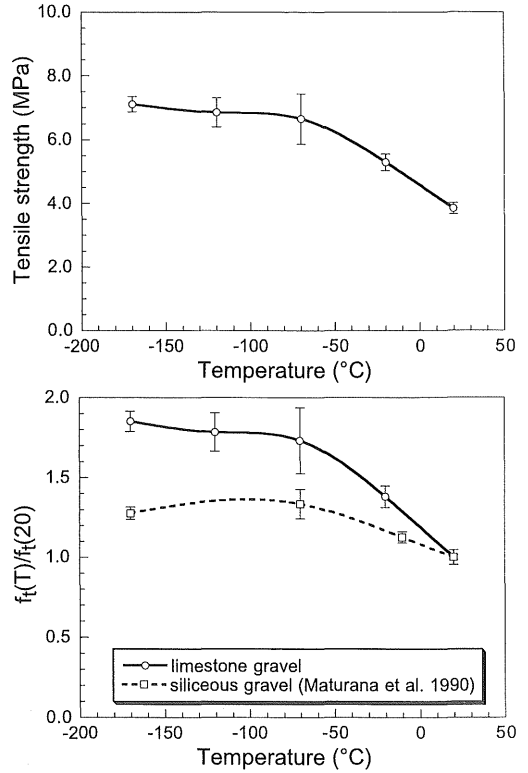 10.0
8.0
6.0
4.0
2.0
0.0
Tensile strength (MPa)
-200 -150 -100 -50 0 50
Temperature (°C)
2.0
1.5
1.0
0.5
0.0
ft(T)/ft(20)
limestone gravel
siliceous gravel (Maturana et al. 1990)
-200 -150 -100 -50 0 50
Temperature (°C)